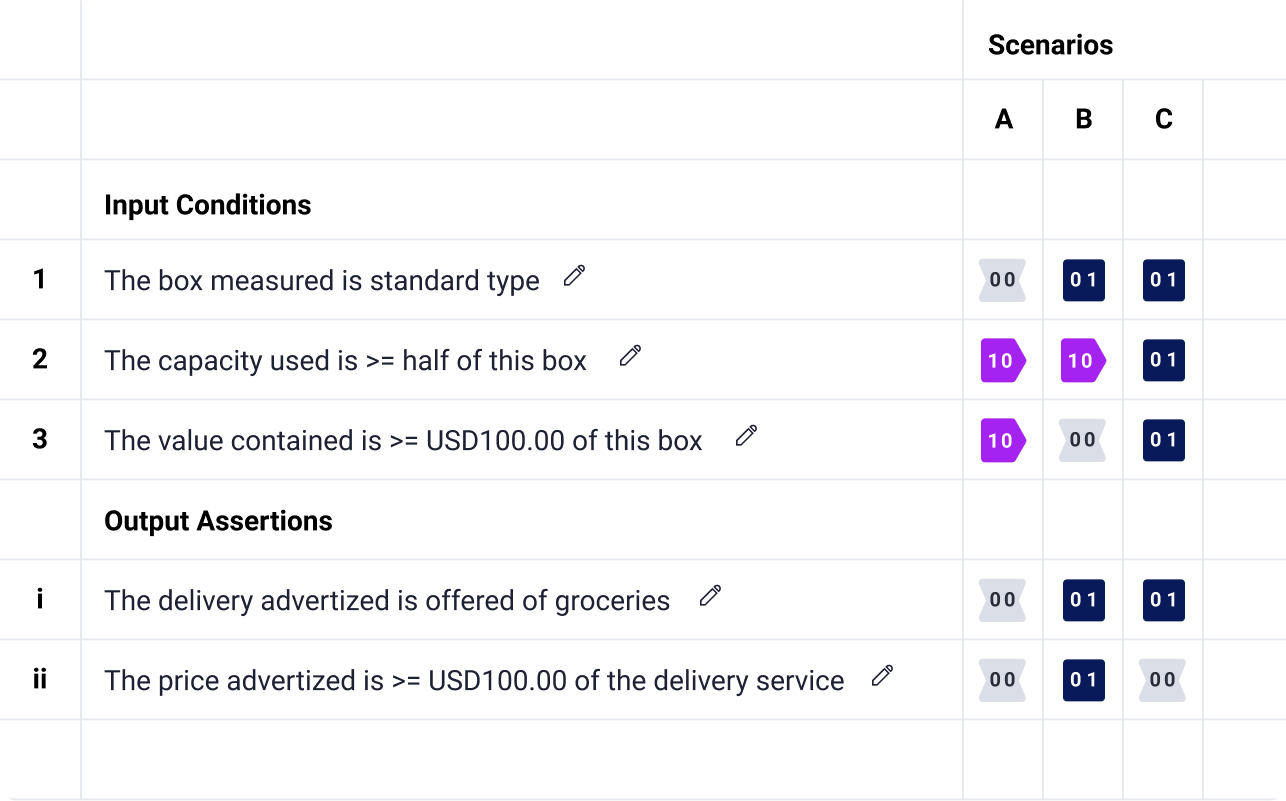 Scenarios
A B C
Input Conditions
1 The box measured is standard type 00 01 01
2 The capacity used is >= half of this box 10 10 01
3 The value contained is >= USD100.00 of this box 10 00 01
Output Assertions
i The delivery advertized is offered of groceries 00 01 01
ii The price advertized is >= USD100.00 of the delivery service 00 01 00